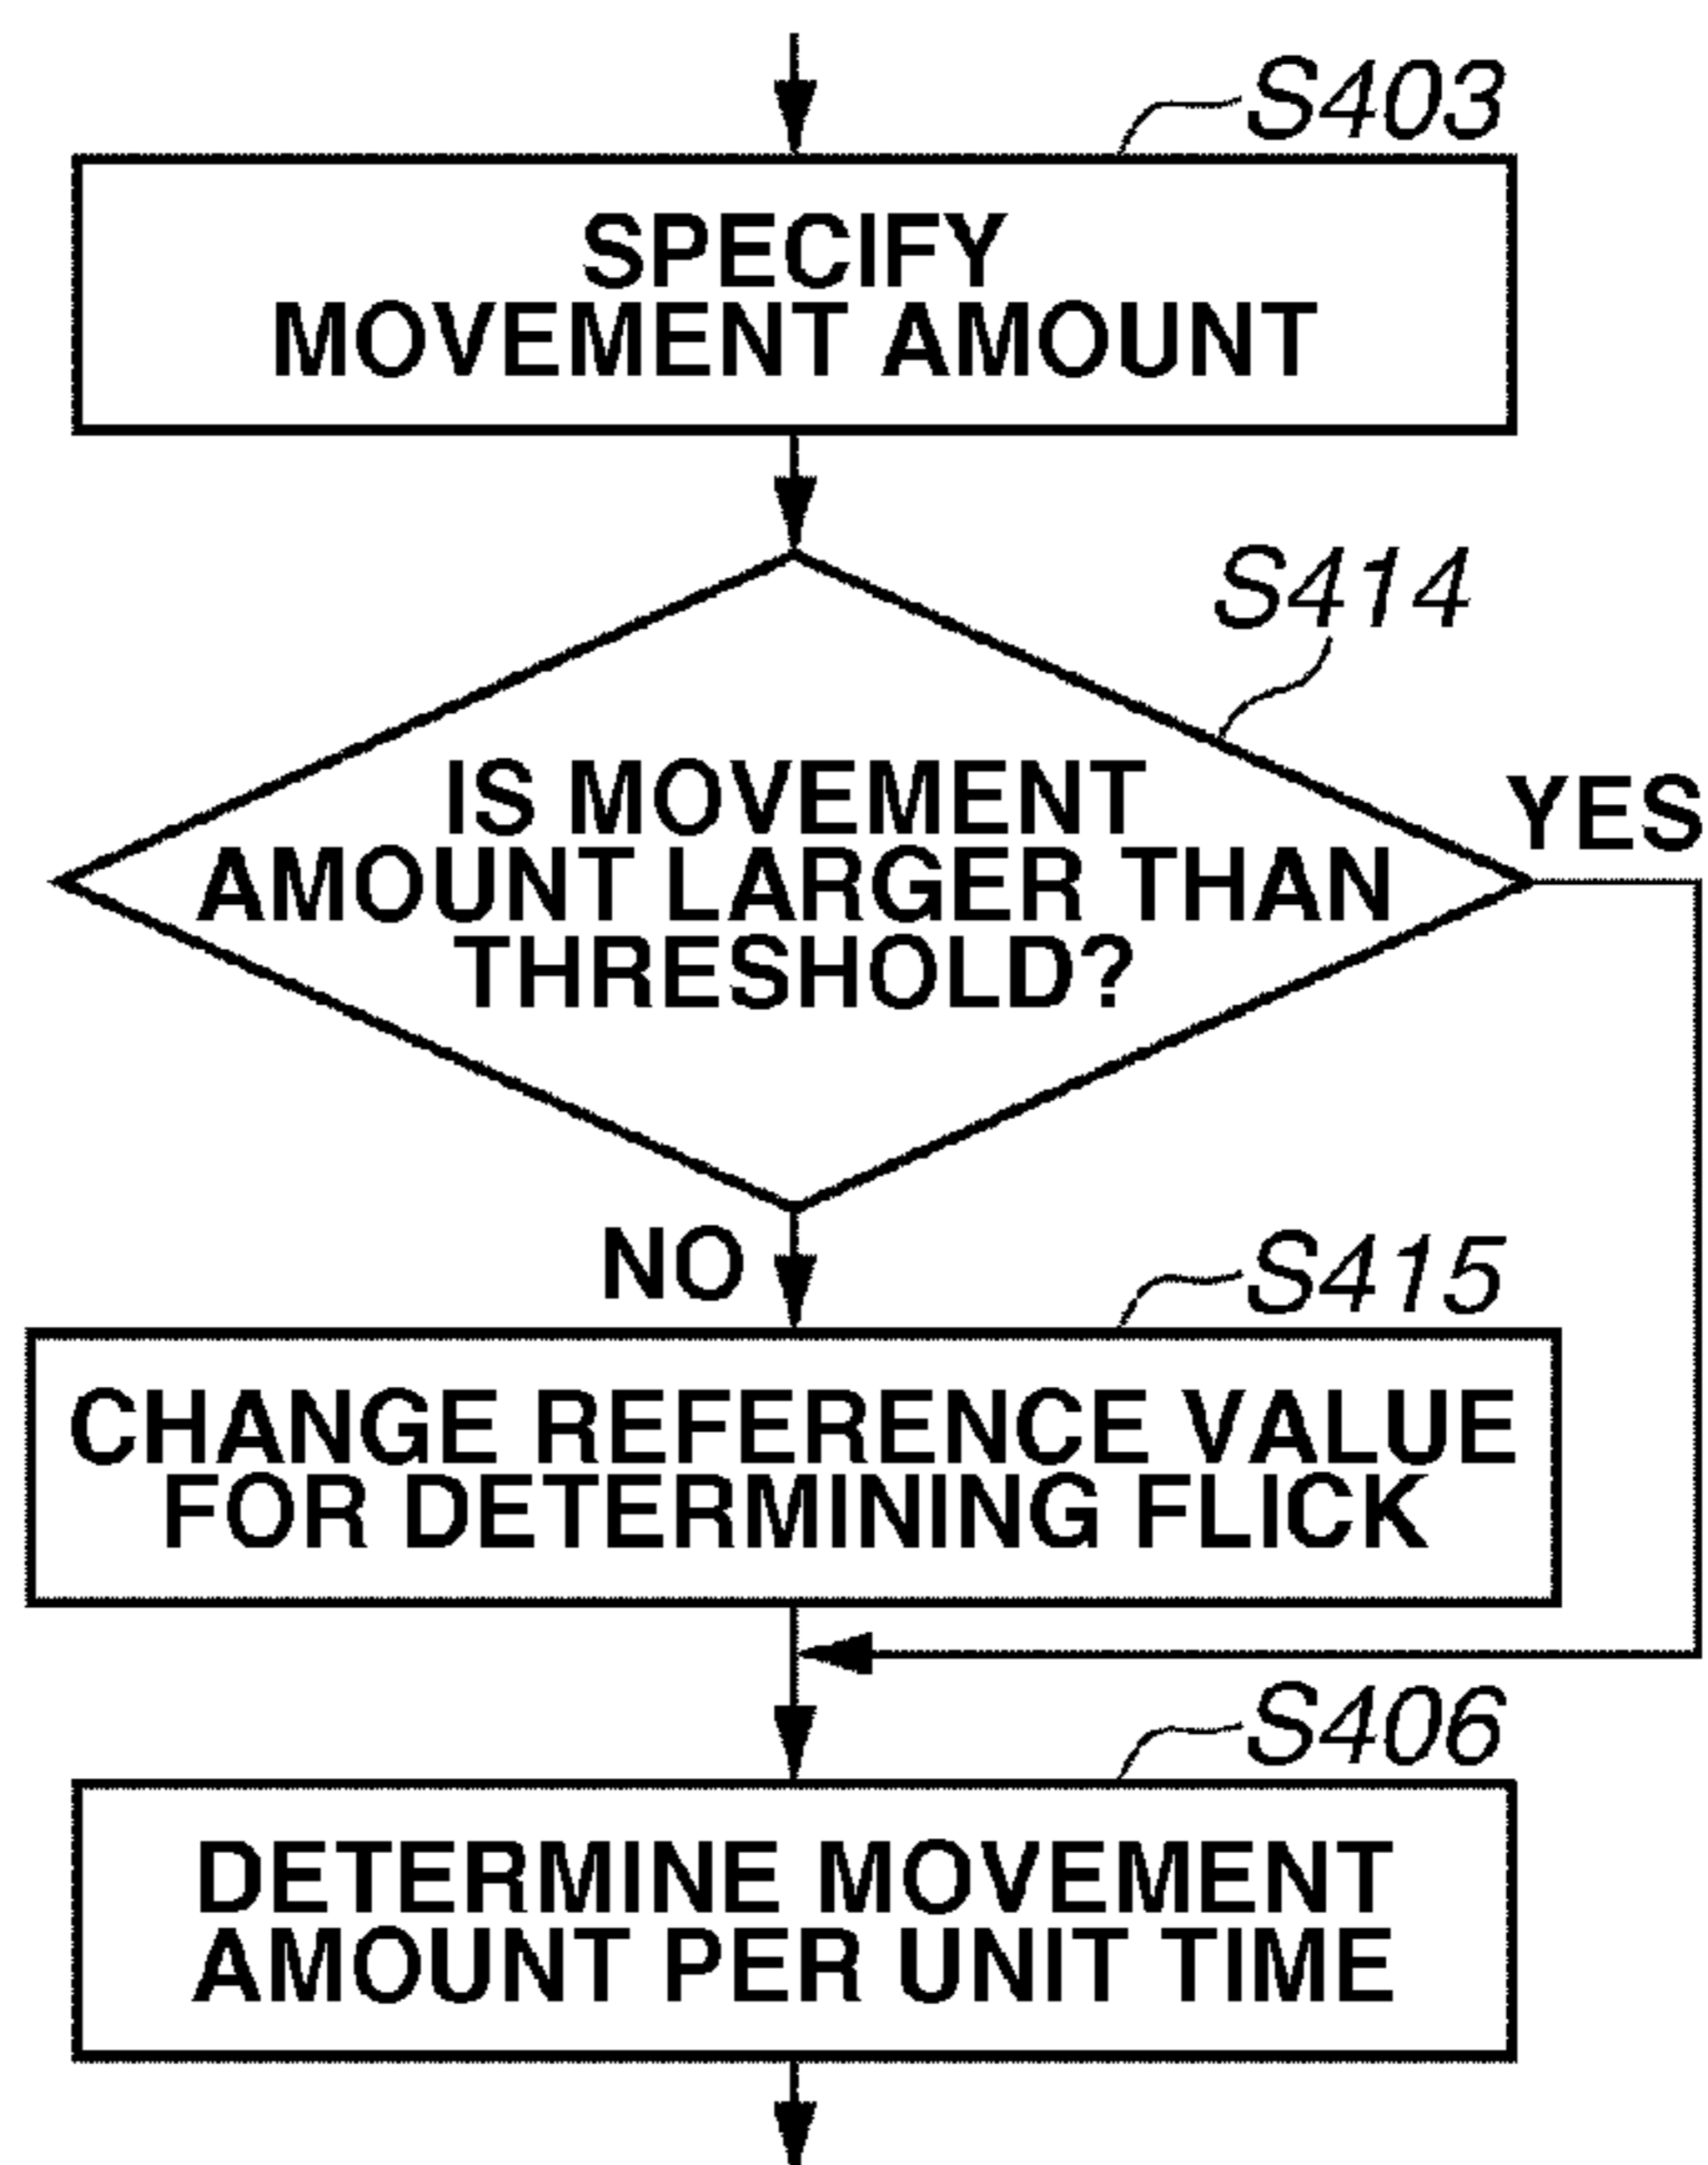 S403
SPECIFY
MOVEMENT AMOUNT
S414
IS MOVEMENT
AMOUNT LARGER THAN
THRESHOLD?
YES
NO
S415
CHANGE REFERENCE VALUE
FOR DETERMINING FLICK
S406
DETERMINE MOVEMENT
AMOUNT PER UNIT TIME